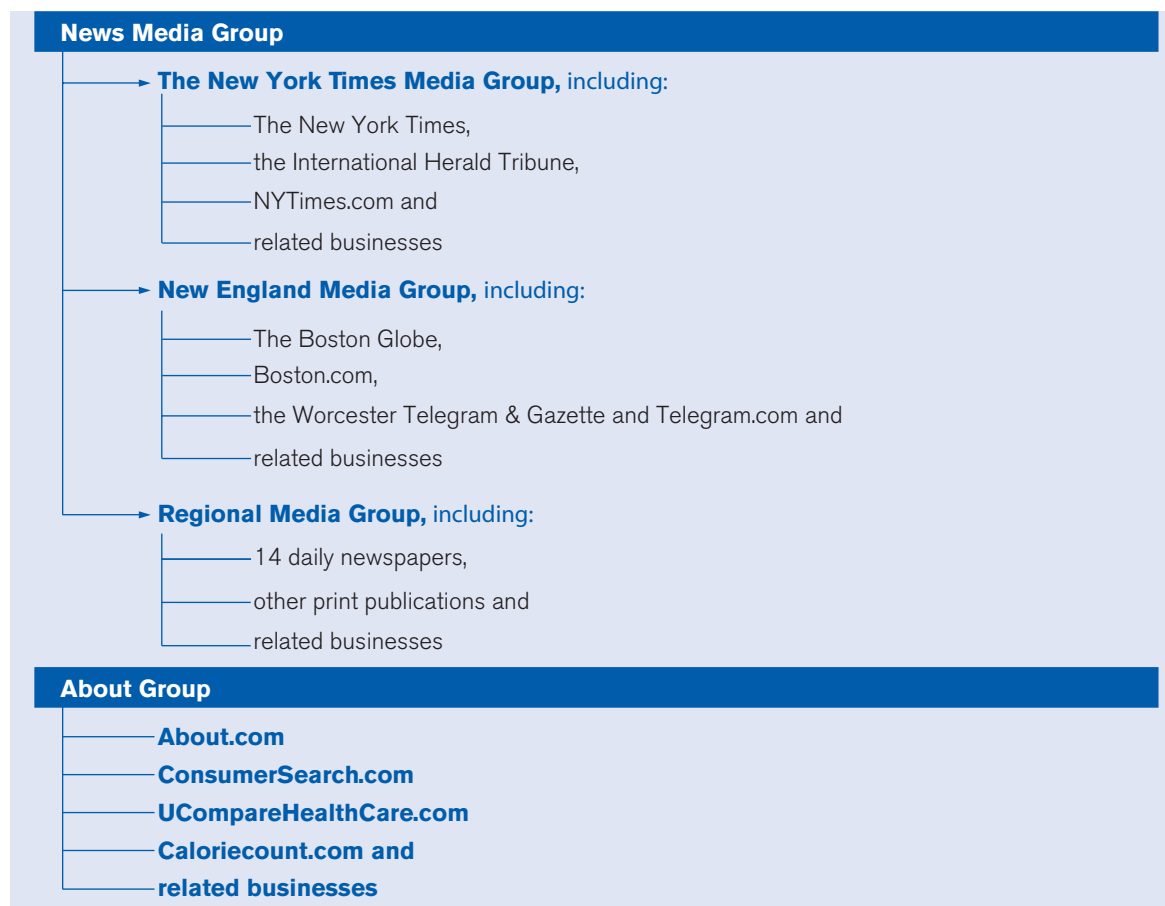 News Media Group
The New York Times Media Group, including:
The New York Times,
the International Herald Tribune,
NYTimes.com and
related businesses
New England Media Group, including:
The Boston Globe,
Boston.com,
the Worcester Telegram & Gazette and Telegram.com and
related businesses
Regional Media Group, including:
14 daily newspapers,
other print publications and
related businesses
About Group
About.com
ConsumerSearch.com
UCompareHealthCare.com
Caloriecount.com and
related businesses